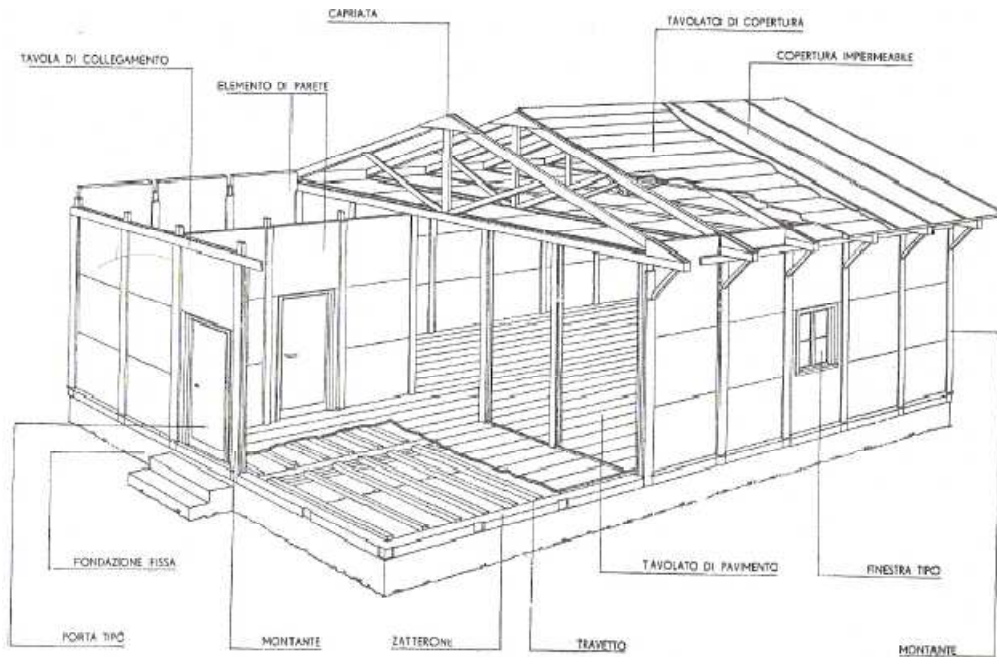 CAPRIATA
TAVOLATO DI COPERTURA
TAVOLA DI COLLEGAMENTO
COPERTURA IMPERMEABILE
ELEMENTO DI PARETE
FONDAZIONE FISSA
TAVOLATO DI PAVIMENTO
FINESTRA TIPO
PORTA TIPO
MONTANTE
ZATTERONE
TRAVETTO
MONTANTE